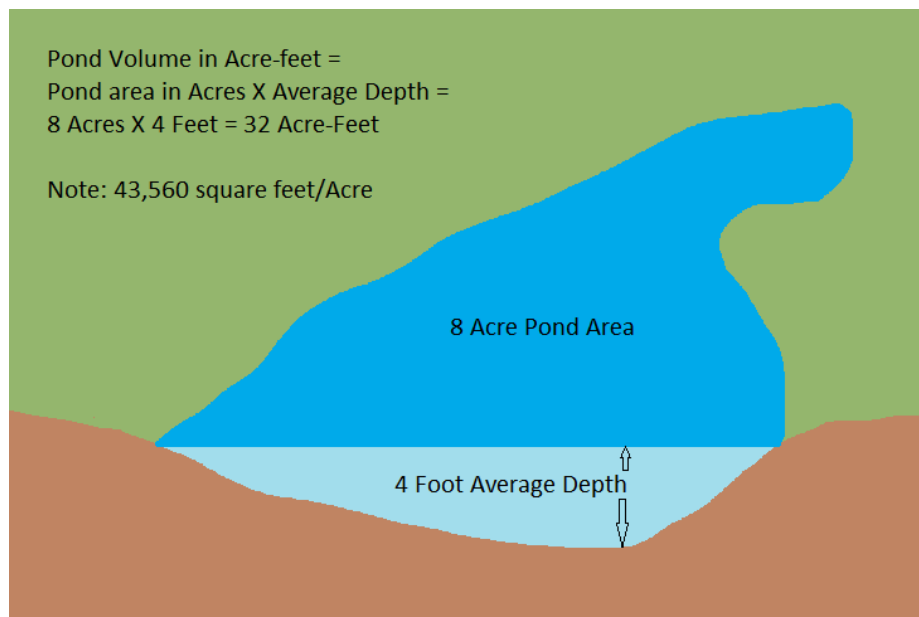 Pond Volume in Acre-feet =
Pond area in Acres X Average Depth =
8 Acres X 4 Feet = 32 Acre-Feet
Note: 43,560 square feet/Acre
8 Acre Pond Area
4 Foot Average Depth